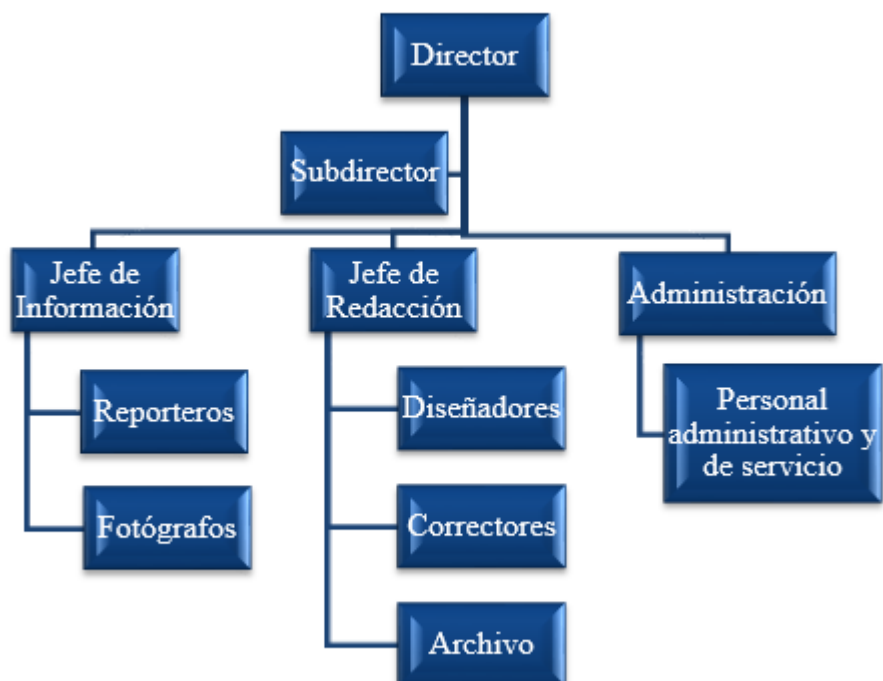 Director
Subdirector
Jefe de
Información
Jefe de
Redacción
Administración
Reporteros
Diseñadores
Personal
administrativo y
de servicio
Fotógrafos
Correctores
Archivo